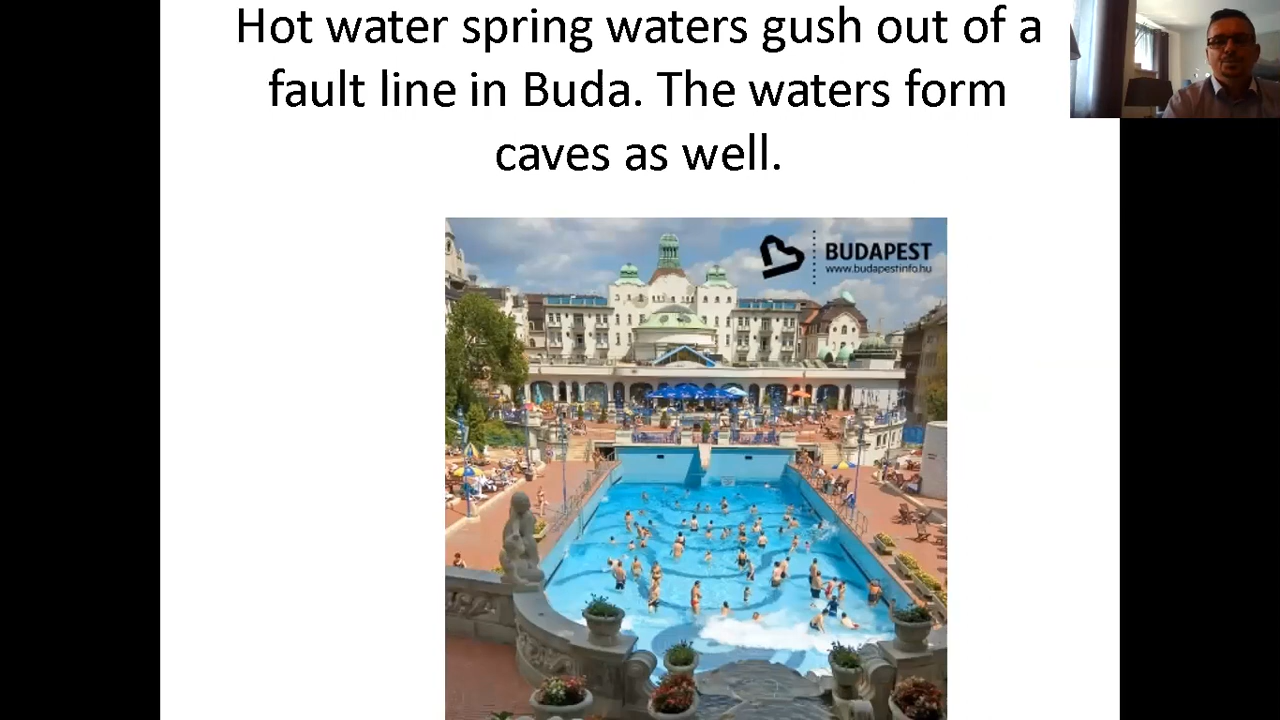 Hot water spring waters gush out of a
fault line in Buda. The waters form
caves as well.
BUDAPEST
www.budapestinfo.hu